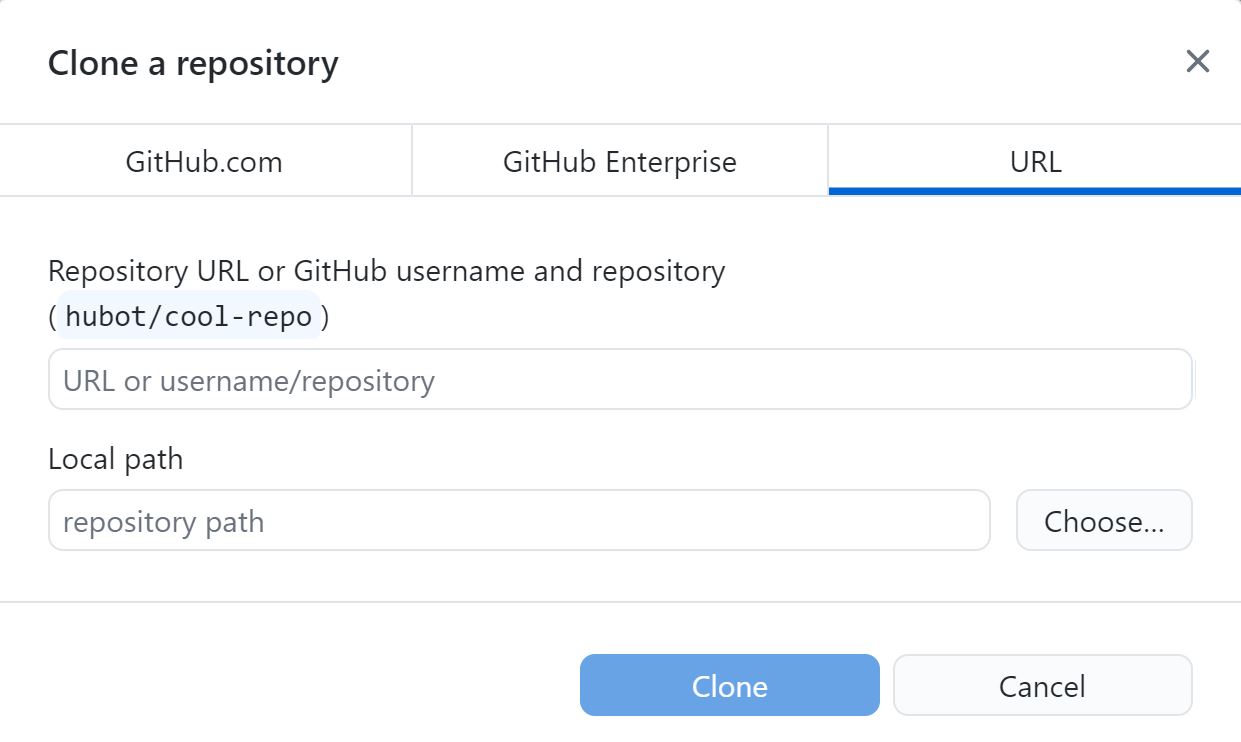 Clone a repository
GitHub.com
GitHub Enterprise
URL
Repository URL or GitHub username and repository
(hubot/cool-repo)
URL or username/repository
Local path
repository path
Choose...
Clone
Cancel